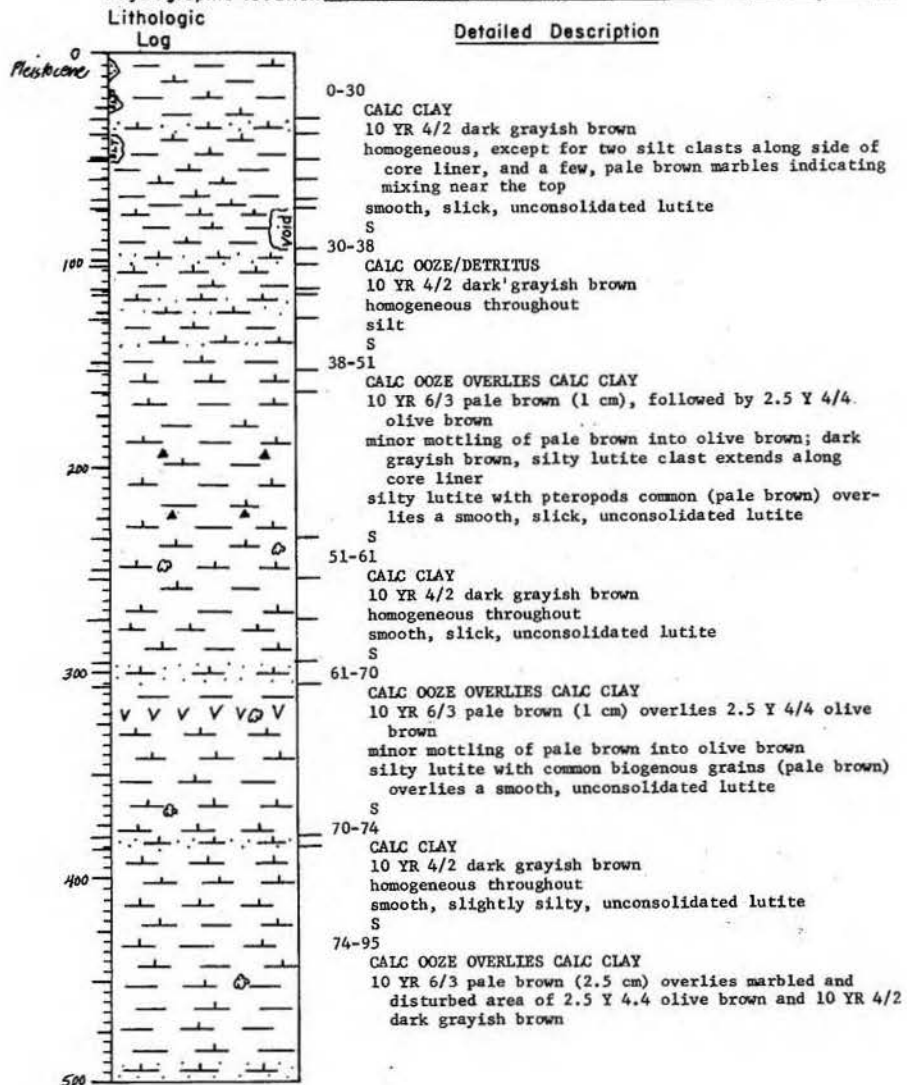 Lithologic
Log
Detailed Description
0
Pleistocene
0-30
CALC CLAY
10 YR 4/2 dark grayish brown
homogeneous, except for two silt clasts along side of
core liner, and a few, pale brown marbles indicating
mixing near the top
smooth, slick, unconsolidated lutite
S
void
30-38
100
CALC OOZE/DETRITUS
10 YR 4/2 dark grayish brown
homogeneous throughout
silt
S
38-51
CALC OOZE OVERLIES CALC CLAY
10 YR 6/3 pale brown (1 cm), followed by 2.5 Y 4/4
olive brown
minor mottling of pale brown into olive brown; dark
grayish brown, silty lutite clast extends along
core liner
200
silty lutite with pteropods common (pale brown) over-
lies a smooth, slick, unconsolidated lutite
S
51-61
CALC CLAY
10 YR 4/2 dark grayish brown
homogeneous throughout
smooth, slick, unconsolidated lutite
S
300
61-70
CALC OOZE OVERLIES CALC CLAY
10 YR 6/3 pale brown (1 cm) overlies 2.5 Y 4/4 olive
brown
minor mottling of pale brown into olive brown
silty lutite with common biogenous grains (pale brown)
overlies a smooth, unconsolidated lutite
S
70-74
CALC CLAY
10 YR 4/2 dark grayish brown
400
homogeneous throughout
smooth, slightly silty, unconsolidated lutite
S
74-95
CALC OOZE OVERLIES CALC CLAY
10 YR 6/3 pale brown (2.5 cm) overlies marbled and
disturbed area of 2.5 Y 4.4 olive brown and 10 YR 4/2
dark grayish brown
500